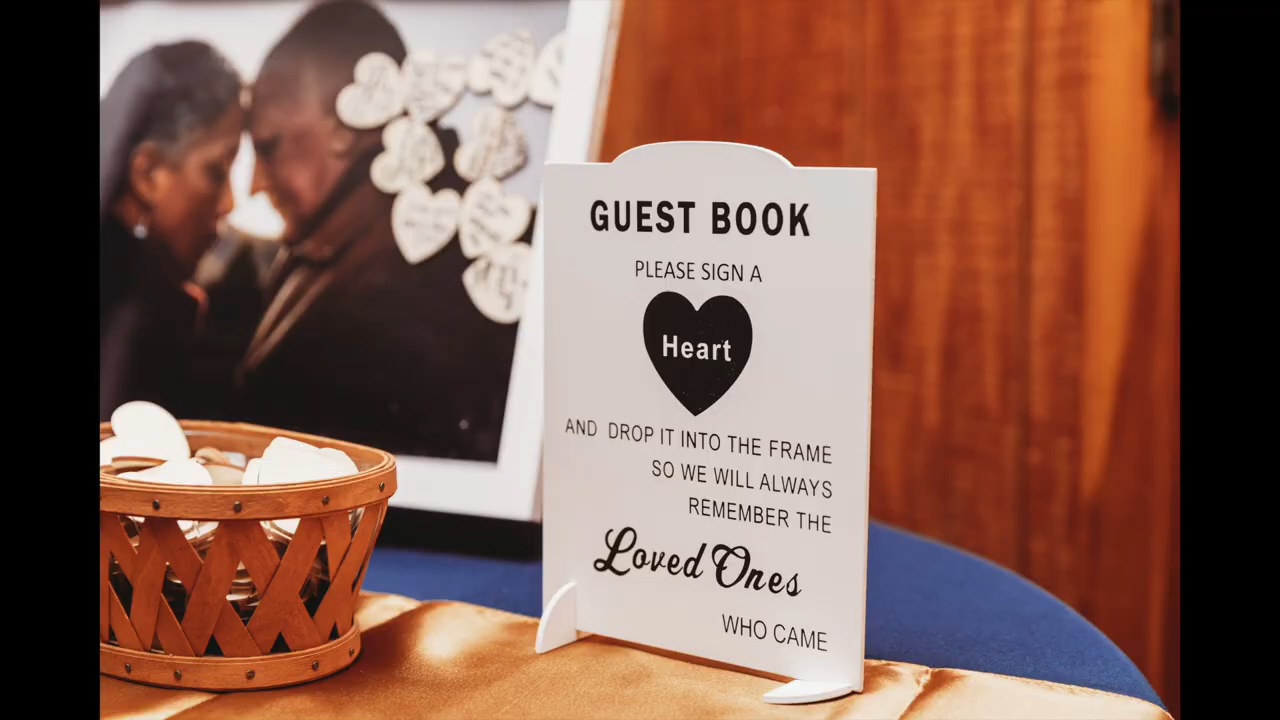 GUEST BOOK
PLEASE SIGN A
Heart
AND DROP IT INTO THE FRAME
SO WE WILL ALWAYS
REMEMBER THE
Loved Ones
WHO CAME